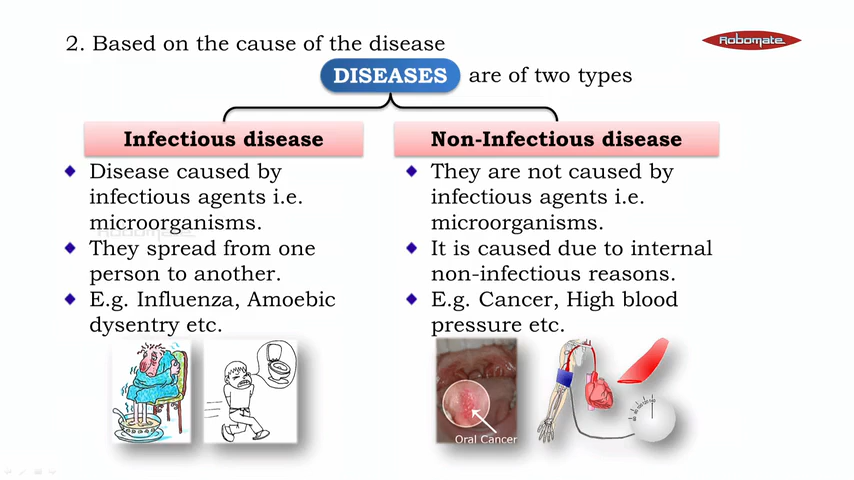 2. Based on the cause of the disease
Robomate
DISEASES are of two types
Infectious disease
Disease caused by
infectious agents i.e.
microorganisms.
Robomate
They spread from one
person to another.
E.g. Influenza, Amoebic
dysentry etc.
Non-Infectious disease
They are not caused by
infectious agents i.e.
microorganisms.
It is caused due to internal
non-infectious reasons.
E.g. Cancer, High blood
pressure etc.
Oral Cancer